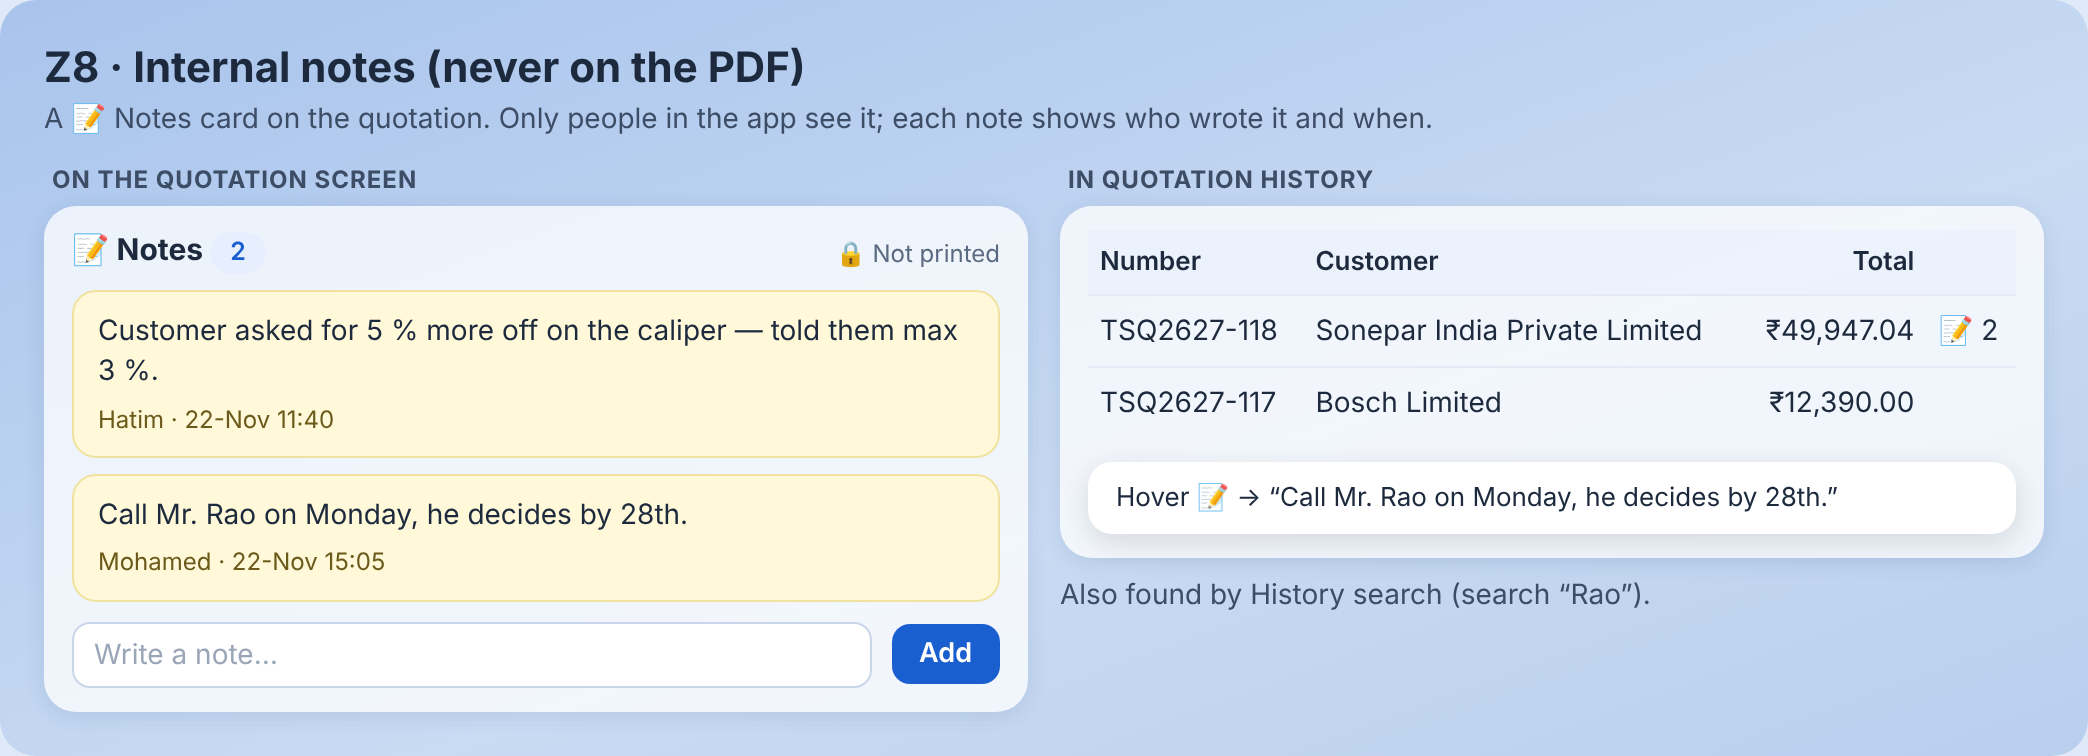 Z8 · Internal notes (never on the PDF)
A 📝 Notes card on the quotation. Only people in the app see it; each note shows who wrote it and when.
ON THE QUOTATION SCREEN
📝 Notes 2
🔒 Not printed
Customer asked for 5 % more off on the caliper — told them max
3 %.
Hatim · 22-Nov 11:40
Call Mr. Rao on Monday, he decides by 28th.
Mohamed · 22-Nov 15:05
Write a note...
Add
IN QUOTATION HISTORY
Number Customer Total
TSQ2627-118 Sonepar India Private Limited ₹49,947.04 📝 2
TSQ2627-117 Bosch Limited ₹12,390.00
Hover 📝 → “Call Mr. Rao on Monday, he decides by 28th.”
Also found by History search (search “Rao”).